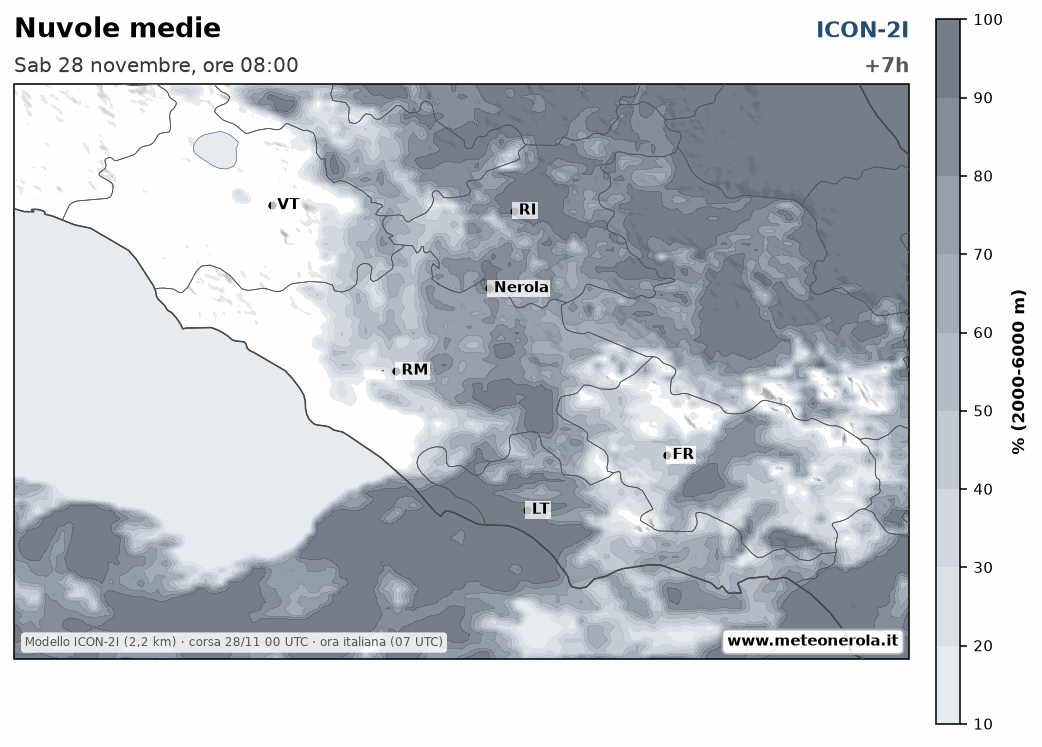 Nuvole medie
ICON-2I
Sab 28 novembre, ore 08:00
+7h
VT
RI
Nerola
RM
FR
LT
Modello ICON-2I (2,2 km) · corsa 28/11 00 UTC · ora italiana (07 UTC)
www.meteonerola.it
100
90
80
70
60
50
40
30
20
10
% (2000-6000 m)